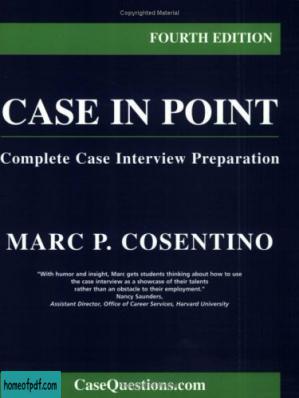 FOURTH EDITION
CASE IN POINT
Complete Case Interview Preparation
MARC P. COSENTINO
"With humor and insight, Marc gets students thinking about how to use
the case interview as a showcase of their talents
rather than an obstacle to their employment."
Nancy Saunders,
Assistant Director, Office of Career Services, Harvard University
CaseQuestions.com
homeofpdf.com